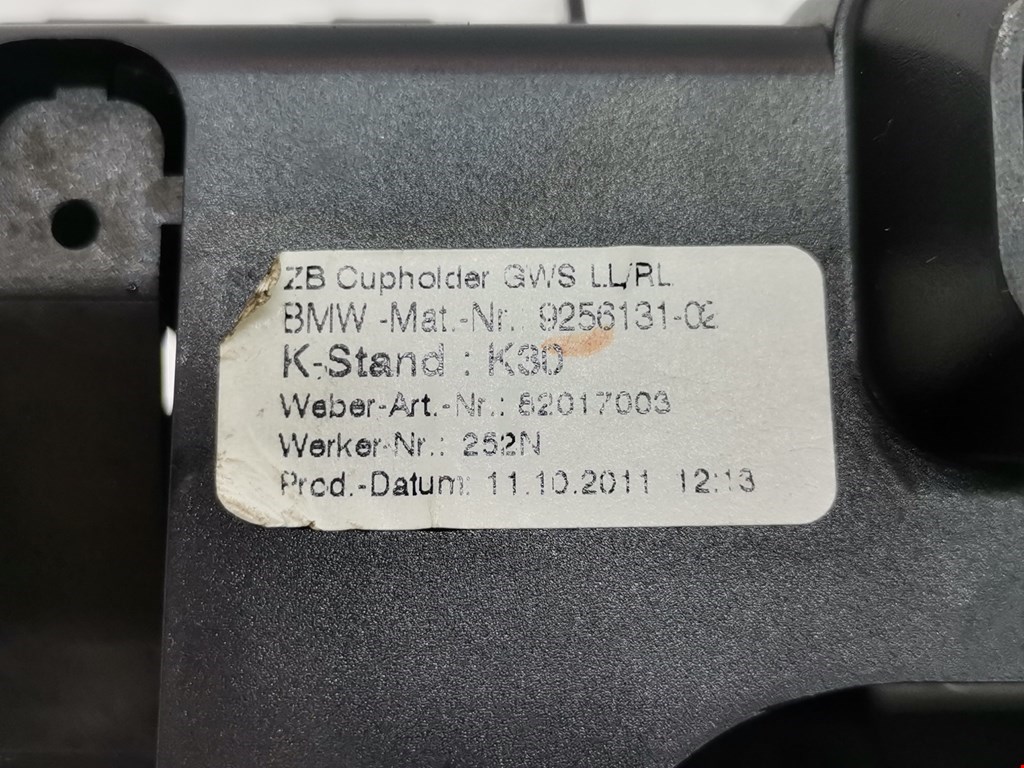 ZB Cupholder GWS LL/RL
BMW -Mat.-Nr.: 9256131-02
K-Stand : K30
Weber-Art.-Nr.: 82017003
Werker-Nr.: 252N
Prod.-Datum: 11.10.2011 12:13